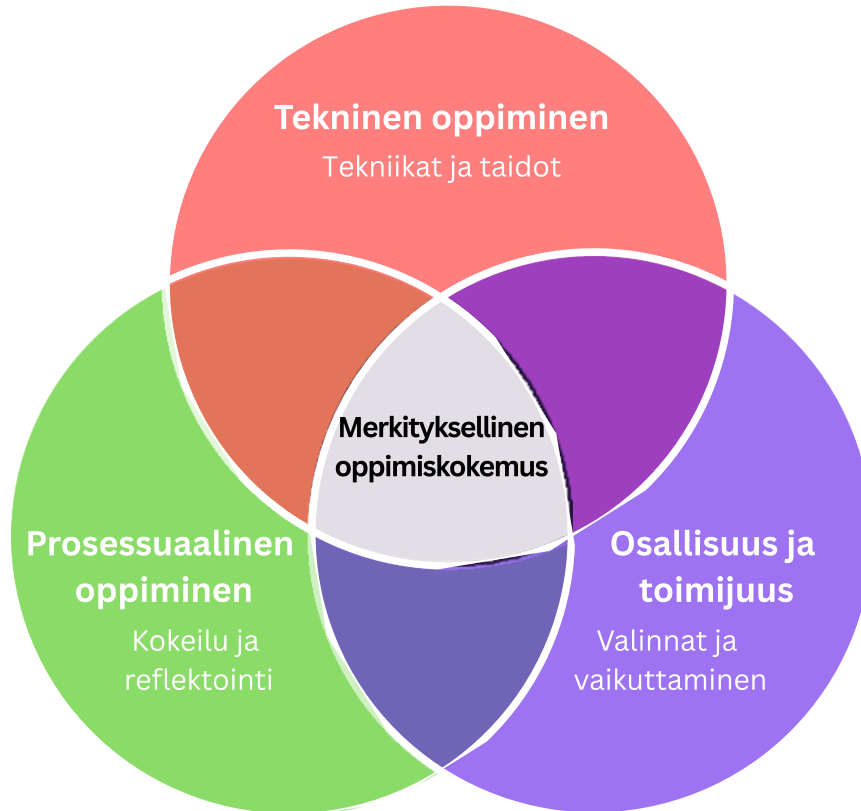 Tekninen oppiminen
Tekniikat ja taidot
Merkityksellinen
oppimiskokemus
Prosessuaalinen
oppiminen
Kokeilu ja
reflektointi
Osallisuus ja
toimijuus
Valinnat ja
vaikuttaminen